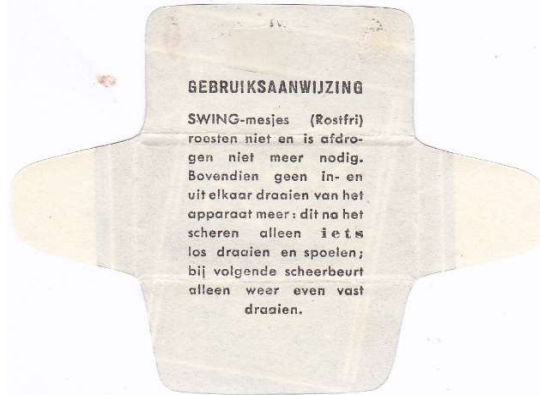 GEBRUIKSAANWIJZING
SWING-mesjes (Rostfri)
roesten niet en is afdro-
gen niet meer nodig.
Bovendien geen in- en
uit elkaar draaien van het
apparaat meer: dit na het
scheren alleen iets
los draaien en spoelen;
bij volgende scheerbeurt
alleen weer even vast
draaien.